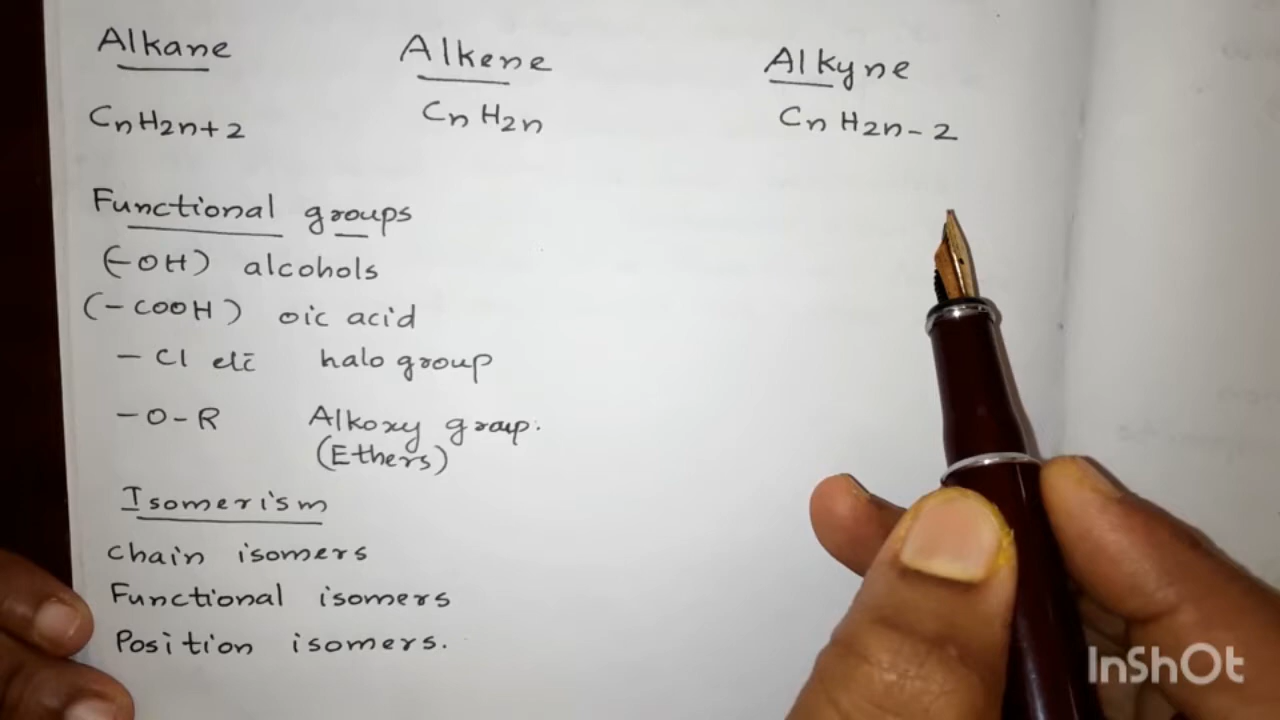 Alkane Alkene Alkyne
CnH2n+2 CnH2n CnH2n-2
Functional groups
(-OH) alcohols
(-COOH) oic acid
- Cl etc halo group
-O-R Alkoxy group.
(Ethers)
Isomerism
chain isomers
Functional isomers
Position isomers.
InShOt